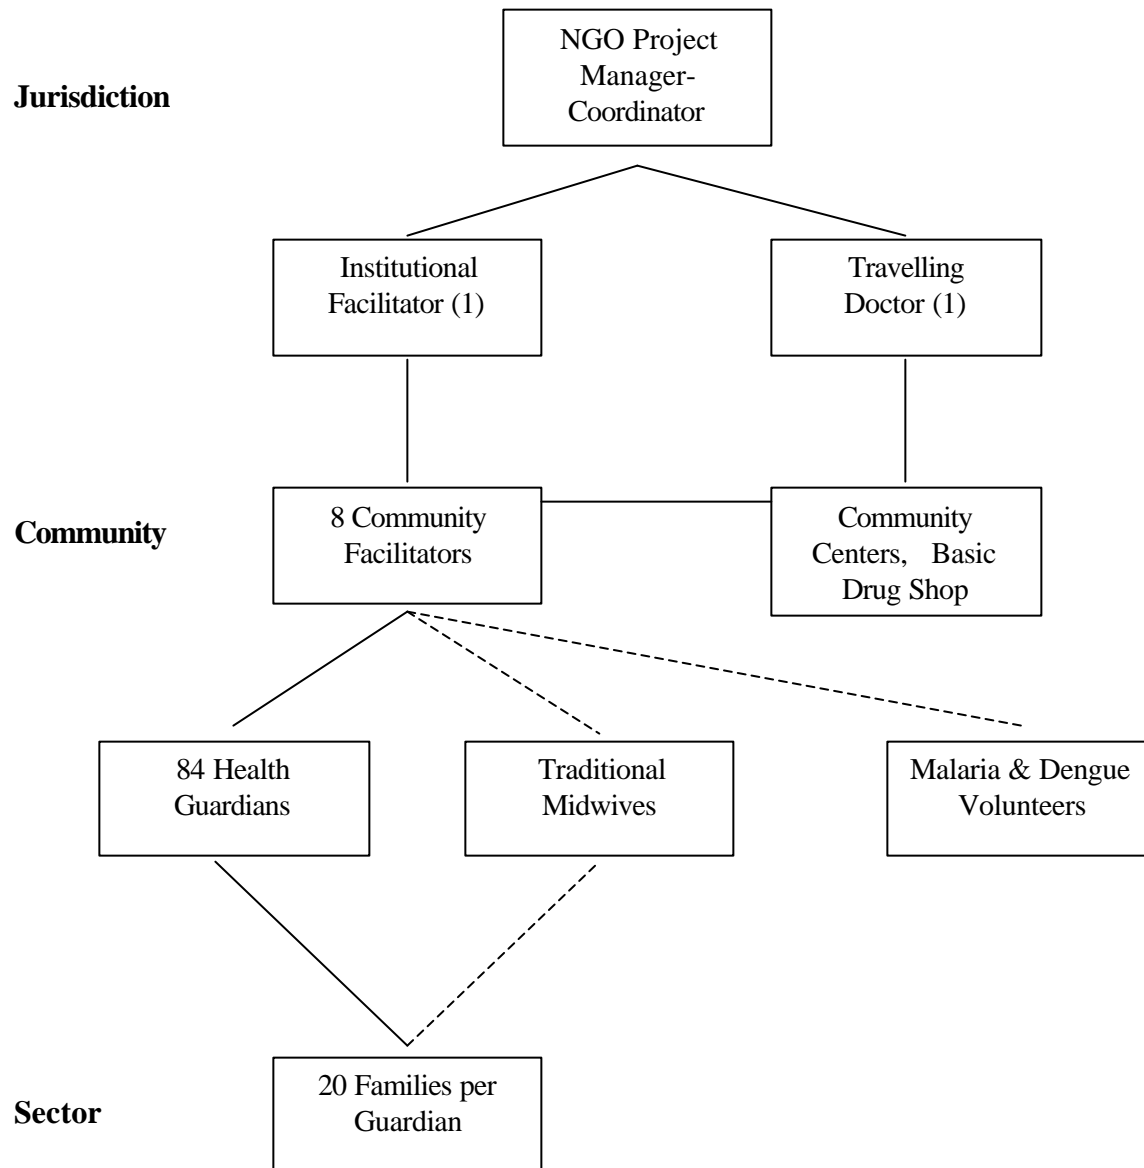 NGO Project
Manager-
Coordinator
Jurisdiction
Institutional
Facilitator (1)
Travelling
Doctor (1)
8 Community
Facilitators
Community
Community
Centers, Basic
Drug Shop
84 Health
Guardians
Traditional
Midwives
Malaria & Dengue
Volunteers
20 Families per
Guardian
Sector